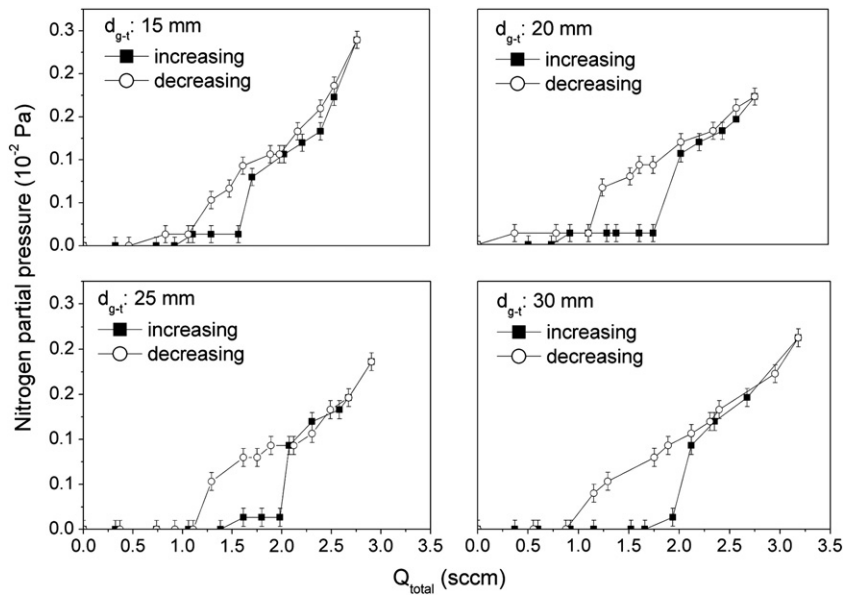 d_g-t: 15 mm
increasing
decreasing
d_g-t: 20 mm
increasing
decreasing
0.3
0.2
0.2
0.1
0.1
0.0
Nitrogen partial pressure (10^-2 Pa)
d_g-t: 25 mm
increasing
decreasing
d_g-t: 30 mm
increasing
decreasing
0.3
0.2
0.2
0.1
0.1
0.0
0.0 0.5 1.0 1.5 2.0 2.5 3.0 3.5
0.0 0.5 1.0 1.5 2.0 2.5 3.0 3.5
Q_total (sccm)